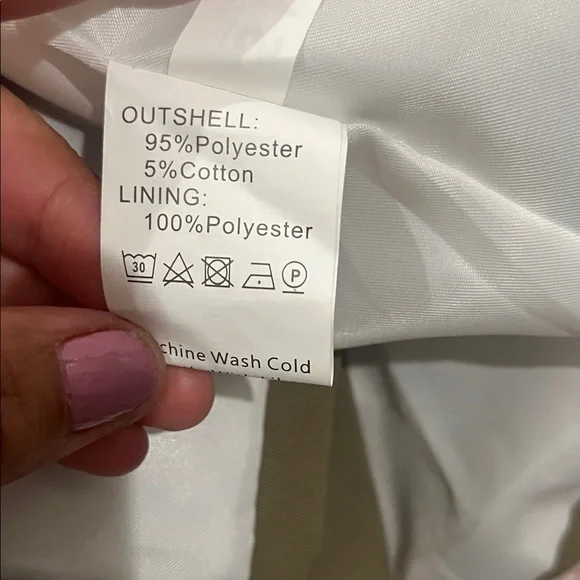 OUTSHELL:
95%Polyester
5%Cotton
LINING:
100%Polyester
30 P
chine Wash Cold